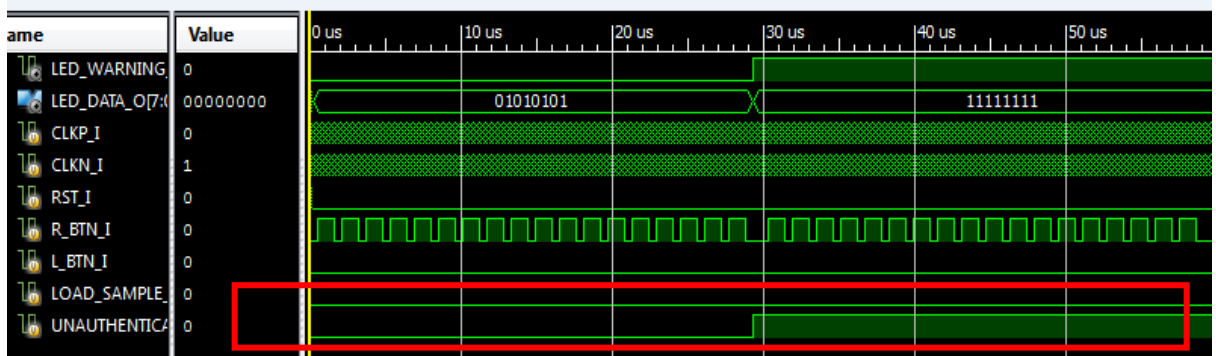 ame Value 0 us 10 us 20 us 30 us 40 us 50 us
LED_WARNING_ 0
LED_DATA_O[7:( 00000000 01010101 11111111
CLKP_I 0
CLKN_I 1
RST_I 0
R_BTN_I 0
L_BTN_I 0
LOAD_SAMPLE_ 0
UNAUTHENTICA 0